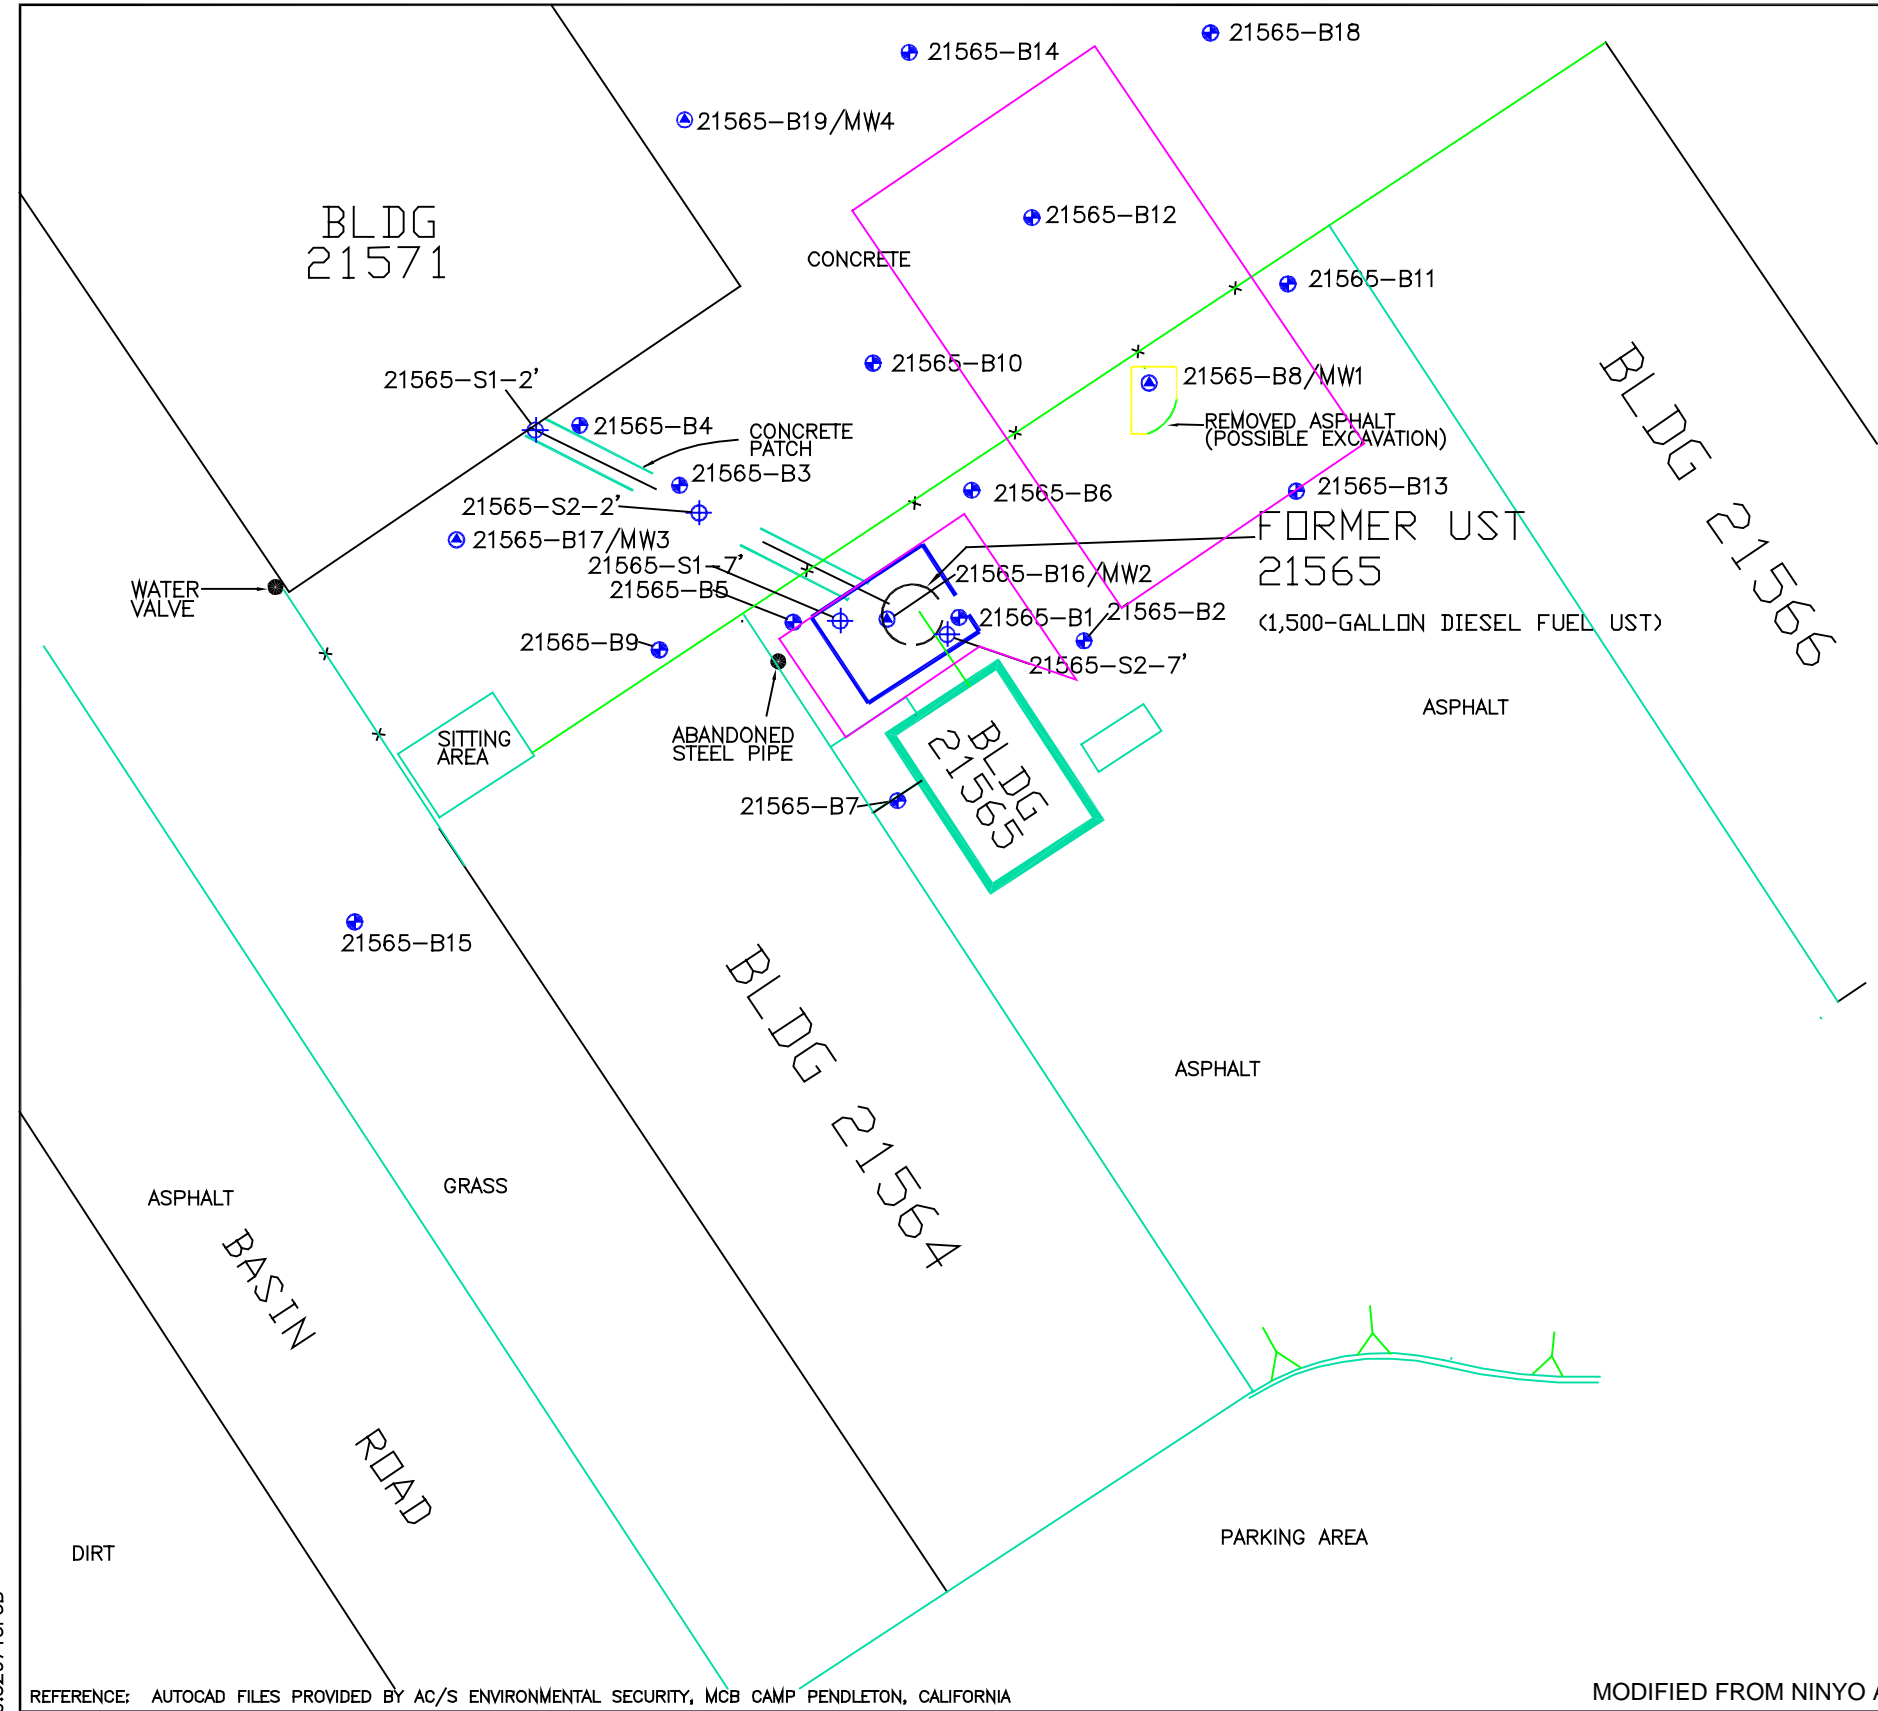 21565-B18
21565-B14
21565-B19/MW4
BLDG
21571
21565-B12
CONCRETE
21565-B11
21565-B10
21565-S1-2'
21565-B8/MW1
REMOVED ASPHALT
(POSSIBLE EXCAVATION)
21565-B4
CONCRETE
PATCH
21565-B3
BLDG 21566
21565-B6
21565-B13
21565-S2-2'
FORMER UST
21565
(1,500-GALLON DIESEL FUEL UST)
21565-B17/MW3
21565-S1-7'
21565-B16/MW2
WATER
VALVE
21565-B5
21565-B1
21565-B2
21565-B9
21565-S2-7'
ASPHALT
SITTING
AREA
ABANDONED
STEEL PIPE
BLDG
21565
21565-B7
21565-B15
BLDG 21564
ASPHALT
GRASS
ASPHALT
BASIN ROAD
DIRT
PARKING AREA
REFERENCE: AUTOCAD FILES PROVIDED BY AC/S ENVIRONMENTAL SECURITY, MCB CAMP PENDLETON, CALIFORNIA
MODIFIED FROM NINYO